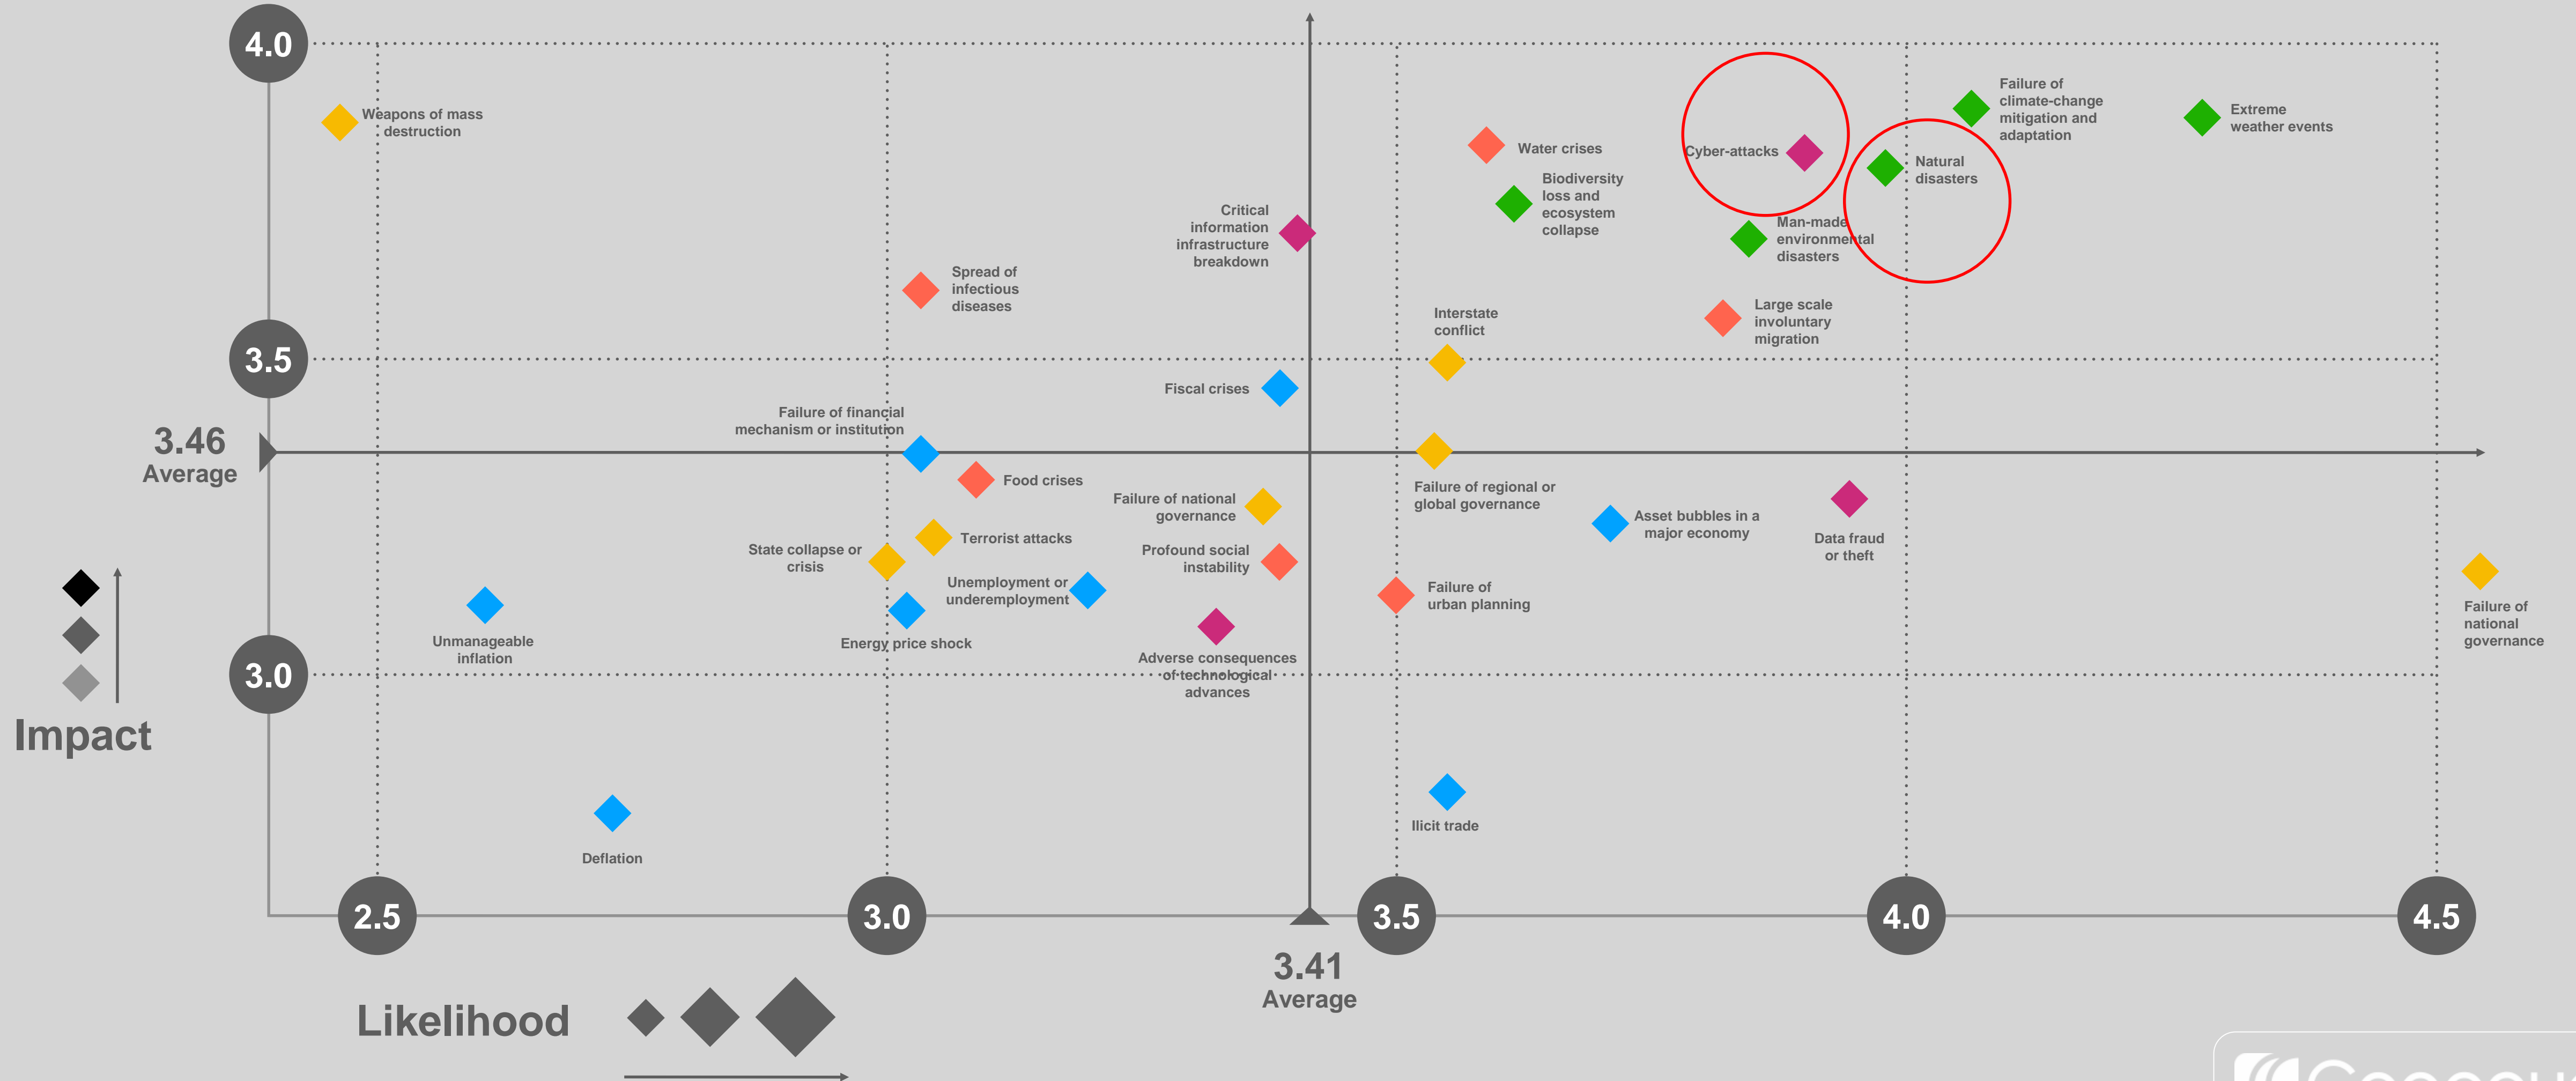 4.0
Weapons of mass
destruction
Failure of
climate-change
mitigation and
adaptation
Extreme
weather events
Water crises
Cyber-attacks
Natural
disasters
Biodiversity
loss and
ecosystem
collapse
Critical
information
infrastructure
breakdown
Man-made
environmental
disasters
Spread of
infectious
diseases
Large scale
involuntary
migration
Interstate
conflict
3.5
Fiscal crises
Failure of financial
mechanism or institution
3.46
Average
Food crises
Failure of national
governance
Failure of regional or
global governance
Asset bubbles in a
major economy
Data fraud
or theft
Terrorist attacks
State collapse or
crisis
Profound social
instability
Unemployment or
underemployment
Failure of
urban planning
Failure of
national
governance
Unmanageable
inflation
Energy price shock
Adverse consequences
of technological
advances
3.0
Impact
Ilicit trade
Deflation
2.5
3.0
3.5
4.0
4.5
3.41
Average
Likelihood